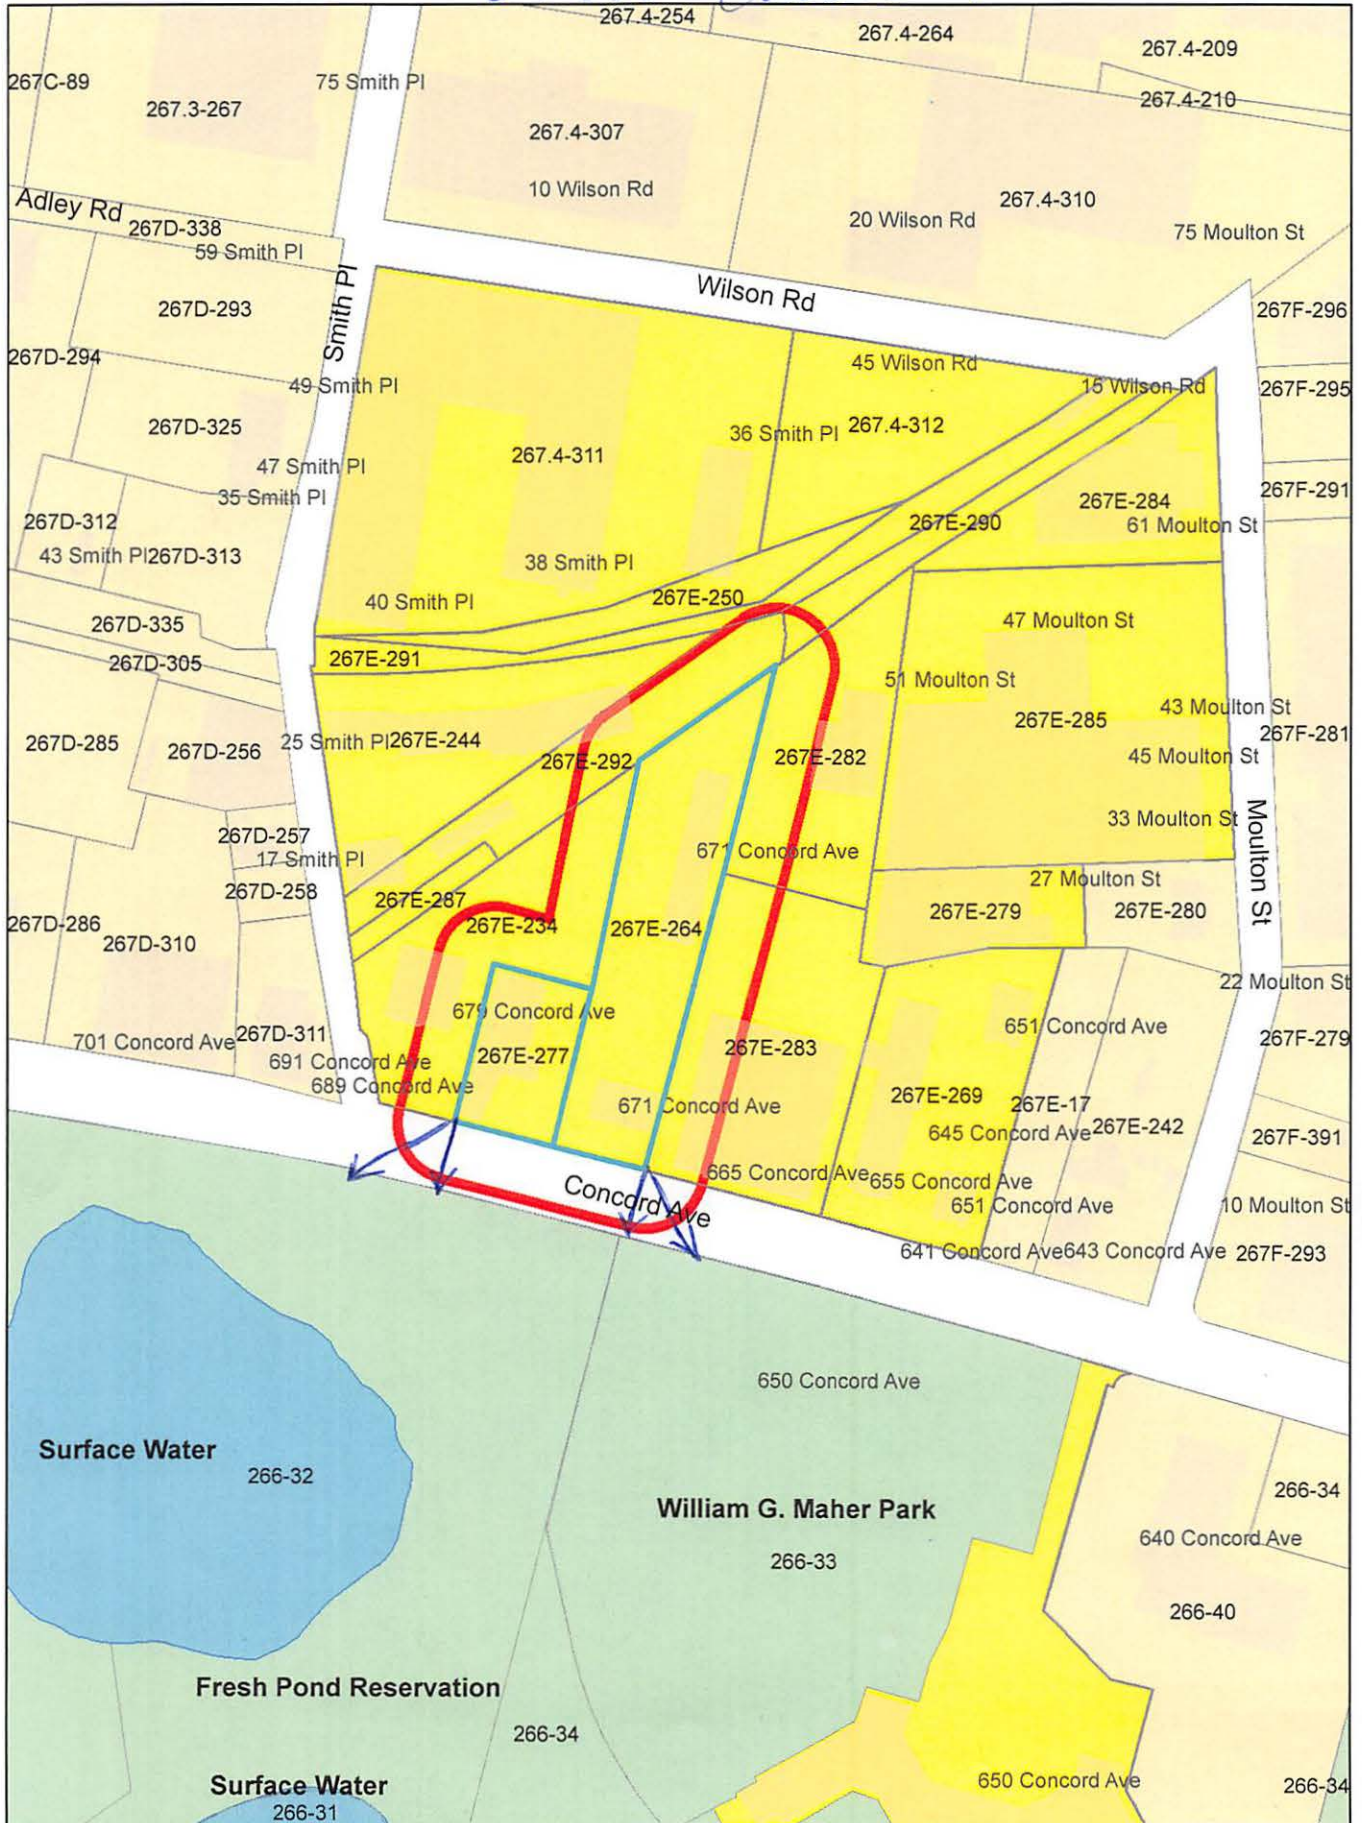 267.4-254
267.4-264
267.4-209
267C-89
75 Smith Pl
267.3-267
267.4-210
267.4-307
10 Wilson Rd
267.4-310
Adley Rd
267D-338
20 Wilson Rd
75 Moulton St
59 Smith Pl
Smith Pl
Wilson Rd
267D-293
267F-296
267D-294
45 Wilson Rd
49 Smith Pl
15 Wilson Rd
267F-295
267D-325
36 Smith Pl
267.4-312
267.4-311
47 Smith Pl
35 Smith Pl
267F-291
267E-284
267D-312
267E-290
61 Moulton St
43 Smith Pl
267D-313
38 Smith Pl
40 Smith Pl
267E-250
267D-335
47 Moulton St
267D-305
267E-291
51 Moulton St
43 Moulton St
267E-285
267F-281
267D-285
267D-256
25 Smith Pl
267E-244
267E-292
267E-282
45 Moulton St
267D-257
33 Moulton St
Moulton St
17 Smith Pl
671 Concord Ave
27 Moulton St
267D-258
267E-287
267E-279
267E-280
267D-286
267D-310
267E-234
267E-264
22 Moulton St
679 Concord Ave
651 Concord Ave
701 Concord Ave
267D-311
267F-279
691 Concord Ave
267E-277
267E-283
689 Concord Ave
671 Concord Ave
267E-269
267E-17
645 Concord Ave
267E-242
267F-391
665 Concord Ave
655 Concord Ave
Concord Ave
651 Concord Ave
10 Moulton St
641 Concord Ave
643 Concord Ave
267F-293
650 Concord Ave
Surface Water
266-32
266-34
William G. Maher Park
640 Concord Ave
266-33
266-40
Fresh Pond Reservation
266-34
Surface Water
650 Concord Ave
266-34
266-31